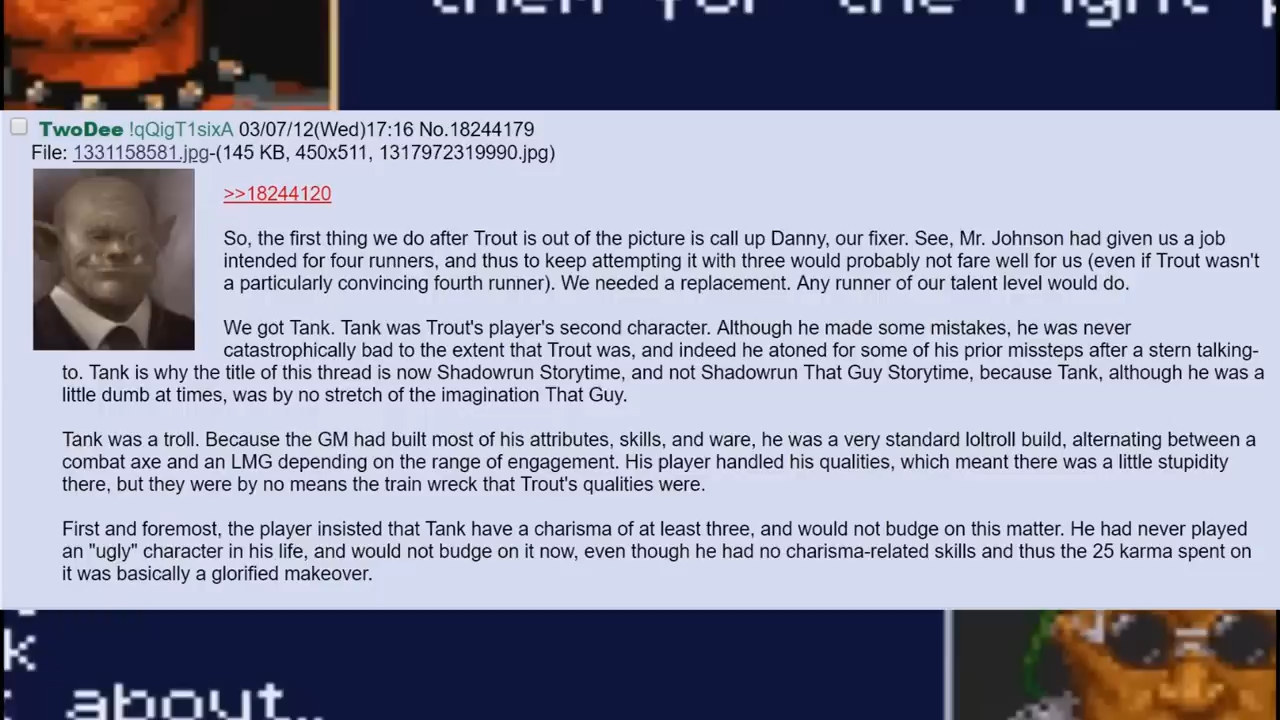 them for the right p
TwoDee !qQigT1sixA 03/07/12(Wed)17:16 No.18244179
File: 1331158581.jpg-(145 KB, 450x511, 1317972319990.jpg)
>>18244120
So, the first thing we do after Trout is out of the picture is call up Danny, our fixer. See, Mr. Johnson had given us a job
intended for four runners, and thus to keep attempting it with three would probably not fare well for us (even if Trout wasn't
a particularly convincing fourth runner). We needed a replacement. Any runner of our talent level would do.
We got Tank. Tank was Trout's player's second character. Although he made some mistakes, he was never
catastrophically bad to the extent that Trout was, and indeed he atoned for some of his prior missteps after a stern talking-
to. Tank is why the title of this thread is now Shadowrun Storytime, and not Shadowrun That Guy Storytime, because Tank, although he was a
little dumb at times, was by no stretch of the imagination That Guy.
Tank was a troll. Because the GM had built most of his attributes, skills, and ware, he was a very standard loltroll build, alternating between a
combat axe and an LMG depending on the range of engagement. His player handled his qualities, which meant there was a little stupidity
there, but they were by no means the train wreck that Trout's qualities were.
First and foremost, the player insisted that Tank have a charisma of at least three, and would not budge on this matter. He had never played
an "ugly" character in his life, and would not budge on it now, even though he had no charisma-related skills and thus the 25 karma spent on
it was basically a glorified makeover.
k
about..